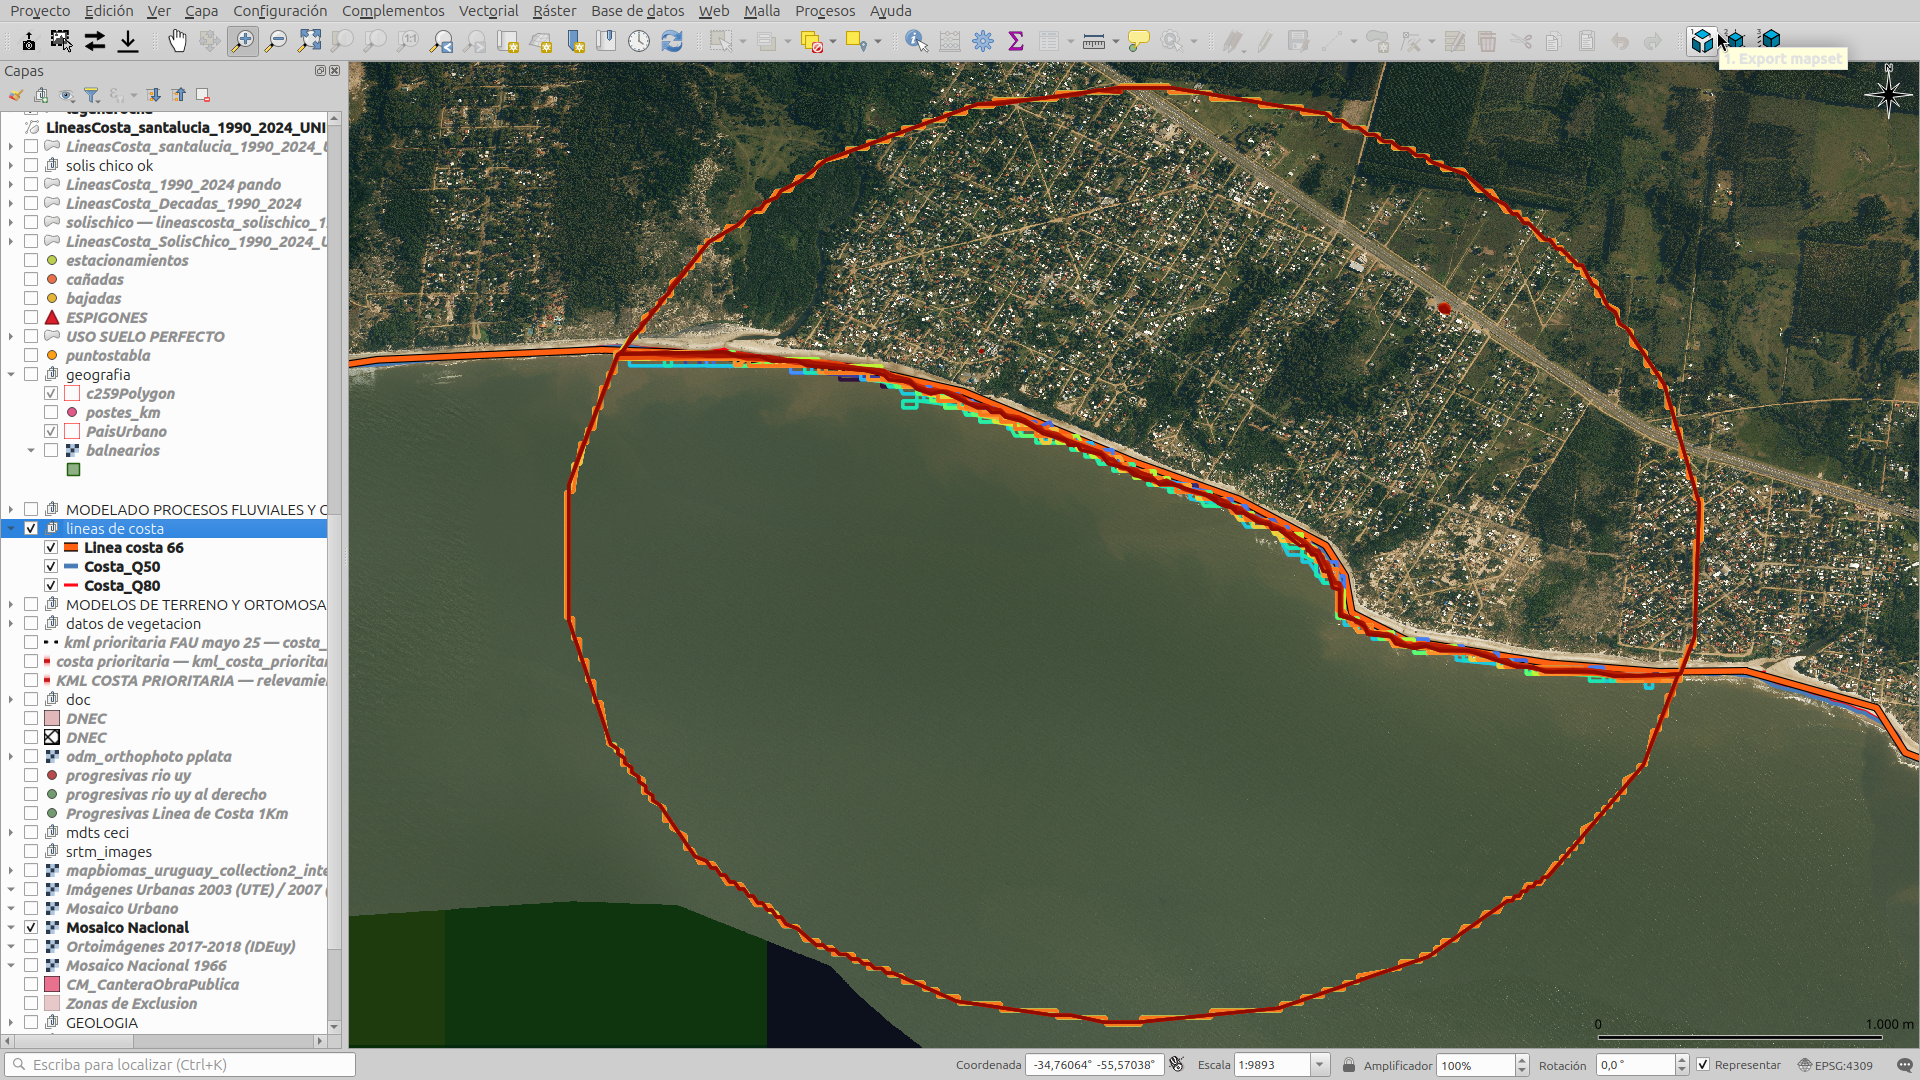 Proyecto Edición Ver Capa Configuración Complementos Vectorial Ráster Base de datos Web Malla Procesos Ayuda
1. Export mapset
Capas
LineasCosta_santalucia_1990_2024_UNI
LineasCosta_santalucia_1990_2024_U
solis chico ok
LineasCosta_1990_2024 pando
LineasCosta_Decadas_1990_2024
solischico — lineascosta_solischico_1
LineasCosta_SolisChico_1990_2024_U
estacionamientos
cañadas
bajadas
ESPIGONES
USO SUELO PERFECTO
puntostabla
geografia
c259Polygon
postes_km
PaisUrbano
balnearios
MODELADO PROCESOS FLUVIALES Y C
lineas de costa
Linea costa 66
Costa_Q50
Costa_Q80
MODELOS DE TERRENO Y ORTOMOSA
datos de vegetacion
kml prioritaria FAU mayo 25 — costa_
costa prioritaria — kml_costa_prioritar
KML COSTA PRIORITARIA — relevamie
doc
DNEC
DNEC
odm_orthophoto pplata
progresivas rio uy
progresivas rio uy al derecho
Progresivas Linea de Costa 1Km
mdts ceci
srtm_images
mapbiomas_uruguay_collection2_inte
Imágenes Urbanas 2003 (UTE) / 2007 (
Mosaico Urbano
Mosaico Nacional
Ortoimágenes 2017-2018 (IDEuy)
Mosaico Nacional 1966
CM_CanteraObraPublica
Zonas de Exclusion
GEOLOGIA
N
0 1.000 m
Escriba para localizar (Ctrl+K) Coordenada -34,76064° -55,57038° Escala 1:9893 Amplificador 100% Rotación 0,0 ° Representar EPSG:4309